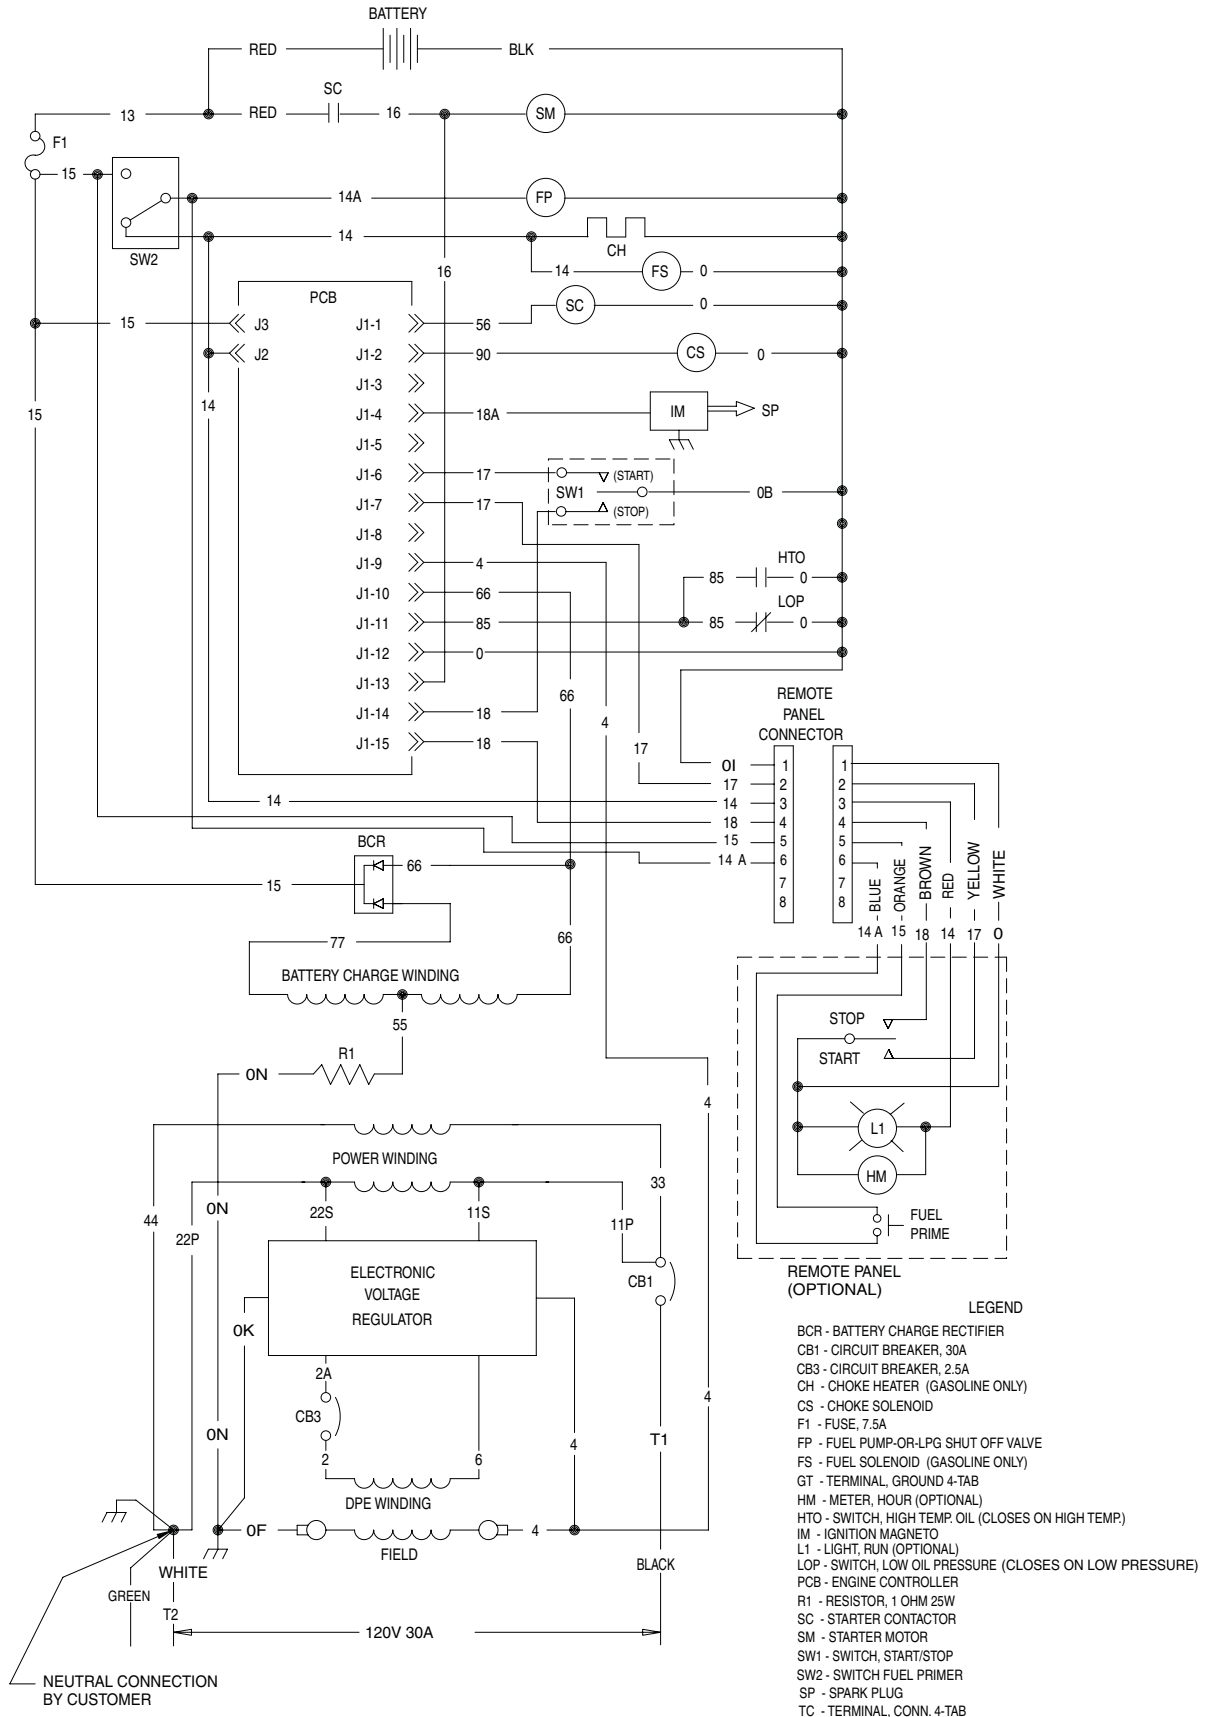 BATTERY
RED
BLK
SC
13
RED
16
SM
F1
15
14A
FP
SW2
14
CH
16
14
FS
0
PCB
SC
0
15
J3
J1-1
56
J2
J1-2
90
CS
0
J1-3
15
14
J1-4
18A
IM
SP
J1-5
J1-6
17
(START)
SW1
0B
J1-7
17
(STOP)
J1-8
J1-9
4
HTO
85
0
J1-10
66
LOP
J1-11
85
85
0
J1-12
0
J1-13
66
4
J1-14
18
J1-15
18
17
REMOTE
PANEL
CONNECTOR
0I
1
1
17
2
2
14
14
3
3
18
4
4
15
5
5
14 A
6
6
7
7
8
8
BCR
66
15
BLUE
ORANGE
BROWN
RED
YELLOW
WHITE
14 A
15
18
14
17
0
77
66
BATTERY CHARGE WINDING
55
R1
0N
STOP
START
4
L1
POWER WINDING
HM
33
0N
22S
11S
44
22P
11P
FUEL
PRIME
ELECTRONIC
VOLTAGE
REGULATOR
CB1
REMOTE PANEL
(OPTIONAL)
0K
2A
CB3
4
0N
T1
2
6
4
DPE WINDING
0F
4
FIELD
WHITE
BLACK
GREEN
T2
120V 30A
NEUTRAL CONNECTION
BY CUSTOMER
LEGEND
BCR - BATTERY CHARGE RECTIFIER
CB1 - CIRCUIT BREAKER, 30A
CB3 - CIRCUIT BREAKER, 2.5A
CH - CHOKE HEATER (GASOLINE ONLY)
CS - CHOKE SOLENOID
F1 - FUSE, 7.5A
FP - FUEL PUMP-OR-LPG SHUT OFF VALVE
FS - FUEL SOLENOID (GASOLINE ONLY)
GT - TERMINAL, GROUND 4-TAB
HM - METER, HOUR (OPTIONAL)
HTO - SWITCH, HIGH TEMP. OIL (CLOSES ON HIGH TEMP.)
IM - IGNITION MAGNETO
L1 - LIGHT, RUN (OPTIONAL)
LOP - SWITCH, LOW OIL PRESSURE (CLOSES ON LOW PRESSURE)
PCB - ENGINE CONTROLLER
R1 - RESISTOR, 1 OHM 25W
SC - STARTER CONTACTOR
SM - STARTER MOTOR
SW1 - SWITCH, START/STOP
SW2 - SWITCH FUEL PRIMER
SP - SPARK PLUG
TC - TERMINAL, CONN. 4-TAB